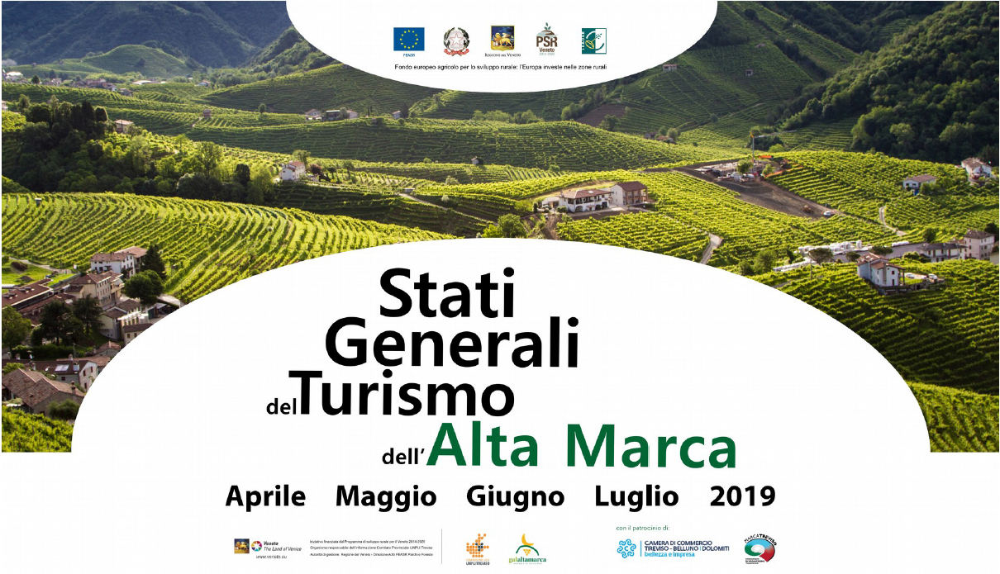 FEASR
REGIONE DEL VENETO
PSR
Veneto
2014-2020
LEADER
Fondo europeo agricolo per lo sviluppo rurale: l'Europa investe nelle zone rurali
Stati
Generali
del Turismo
dell' Alta Marca
Aprile Maggio Giugno Luglio 2019
con il patrocinio di:
Veneto
The Land of Venice
www.veneto.eu
Iniziativa finanziata dal Programma di sviluppo rurale per il Veneto 2014-2020
Organismo responsabile dell'informazione: Comitato Provinciale UNPLI Treviso
Autorità di gestione: Regione del Veneto - Direzione AdG FEASR Parchi e Foreste
UNPLI TREVISO
galaltamarca
CAMERA DI COMMERCIO
TREVISO - BELLUNO | DOLOMITI
bellezza e impresa
MARCATREVISO